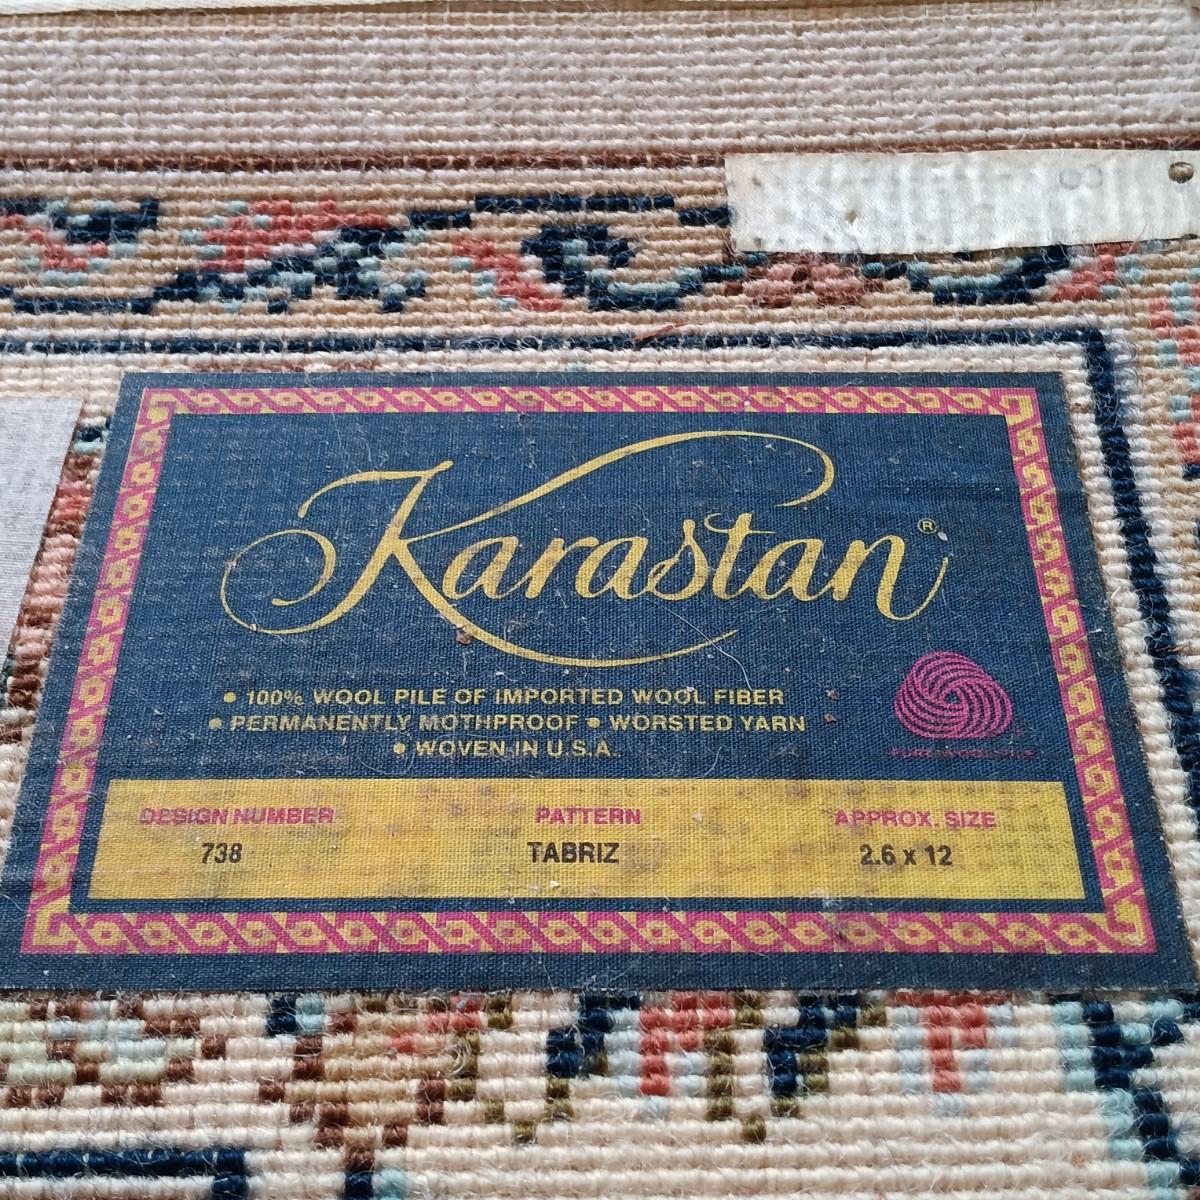 Karastan®
• 100% WOOL PILE OF IMPORTED WOOL FIBER
• PERMANENTLY MOTHPROOF • WORSTED YARN
• WOVEN IN U.S.A.
DESIGN NUMBER PATTERN APPROX. SIZE
738 TABRIZ 2.6 x 12